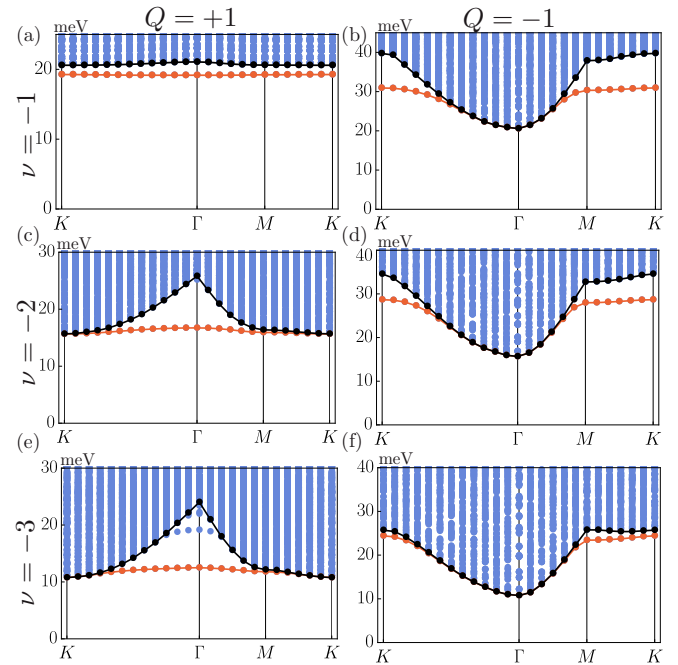 Q = +1
Q = −1
(a)
meV
20
10
0
K
Γ
M
K
(b)
meV
40
30
20
10
0
K
Γ
M
K
ν = −1
(c)
meV
30
20
10
0
K
Γ
M
K
(d)
meV
40
30
20
10
0
K
Γ
M
K
ν = −2
(e)
meV
30
20
10
0
K
Γ
M
K
(f)
meV
40
30
20
10
0
K
Γ
M
K
ν = −3